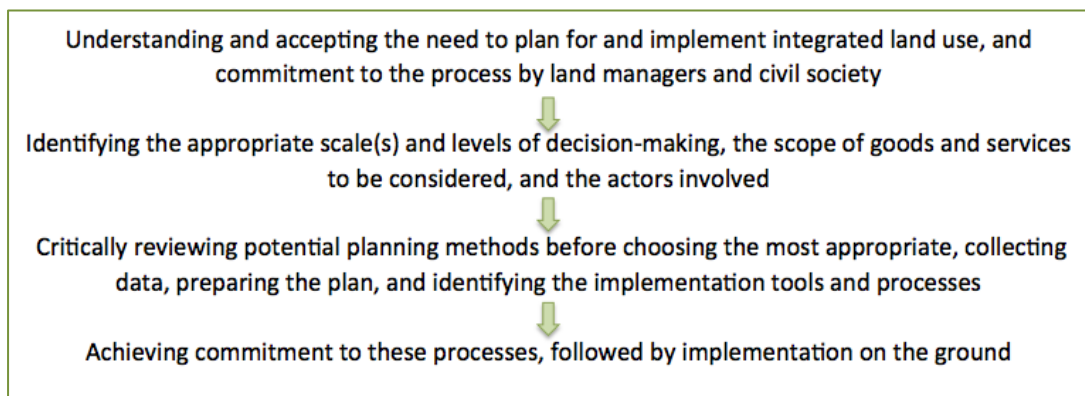 Understanding and accepting the need to plan for and implement integrated land use, and
commitment to the process by land managers and civil society
Identifying the appropriate scale(s) and levels of decision-making, the scope of goods and services
to be considered, and the actors involved
Critically reviewing potential planning methods before choosing the most appropriate, collecting
data, preparing the plan, and identifying the implementation tools and processes
Achieving commitment to these processes, followed by implementation on the ground